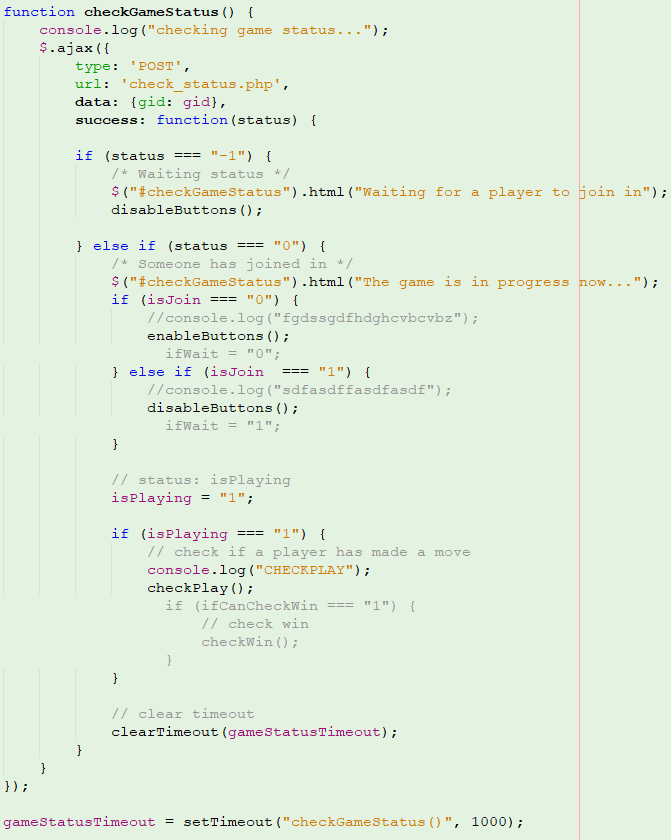 function checkGameStatus() {
    console.log("checking game status...");
    $.ajax({
        type: 'POST',
        url: 'check_status.php',
        data: {gid: gid},
        success: function(status) {

        if (status === "-1") {
            /* Waiting status */
            $("#checkGameStatus").html("Waiting for a player to join in");
            disableButtons();

        } else if (status === "0") {
            /* Someone has joined in */
            $("#checkGameStatus").html("The game is in progress now...");
            if (isJoin === "0") {
                //console.log("fgdssgdfhdghcvbcvbz");
                enableButtons();
                  ifWait = "0";
            } else if (isJoin  === "1") {
                //console.log("sdfasdffasdfasdf");
                disableButtons();
                  ifWait = "1";
            }

            // status: isPlaying
            isPlaying = "1";

            if (isPlaying === "1") {
                // check if a player has made a move
                console.log("CHECKPLAY");
                checkPlay();
                  if (ifCanCheckWin === "1") {
                      // check win
                      checkWin();
                  }
            }

            // clear timeout
            clearTimeout(gameStatusTimeout);
        }
    }
});

gameStatusTimeout = setTimeout("checkGameStatus()", 1000);